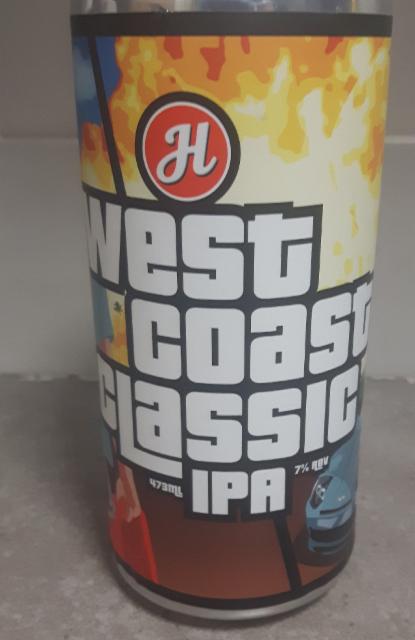 H
west
coast
classic
473mL IPA 7% ABV